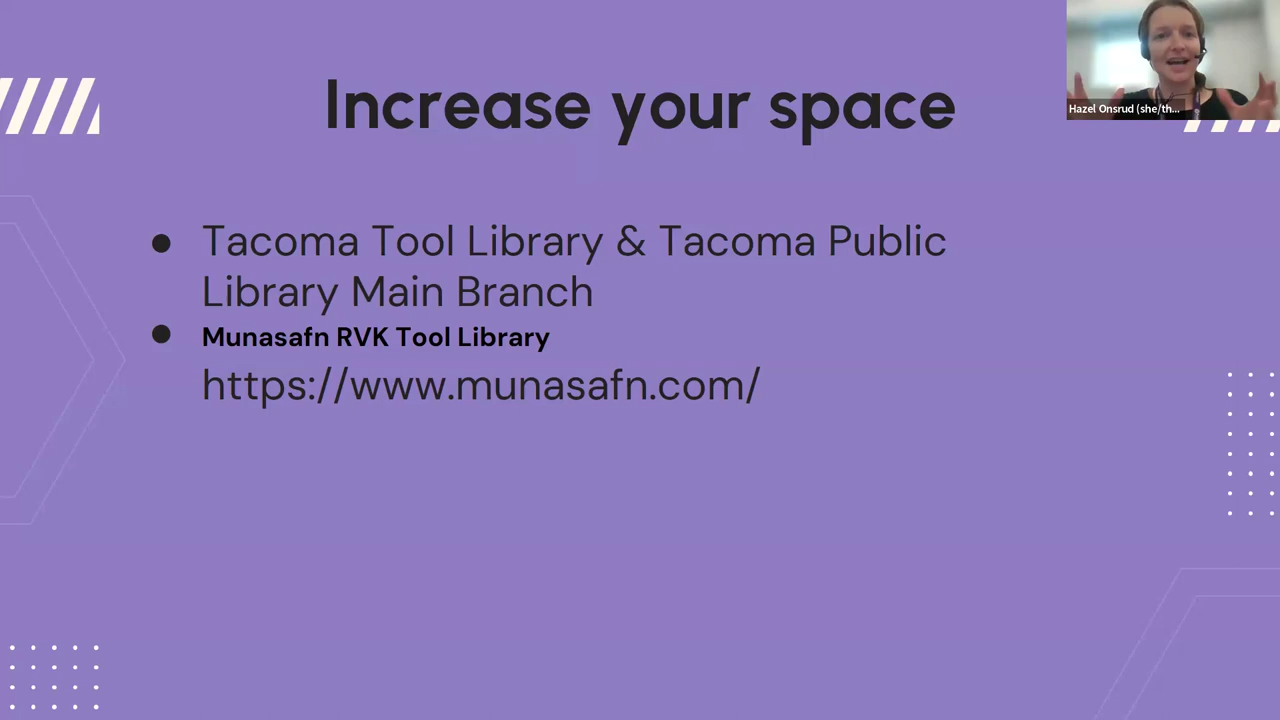 Increase your space
Hazel Onsrud (she/th...
● Tacoma Tool Library & Tacoma Public
Library Main Branch
● Munasafn RVK Tool Library
https://www.munasafn.com/